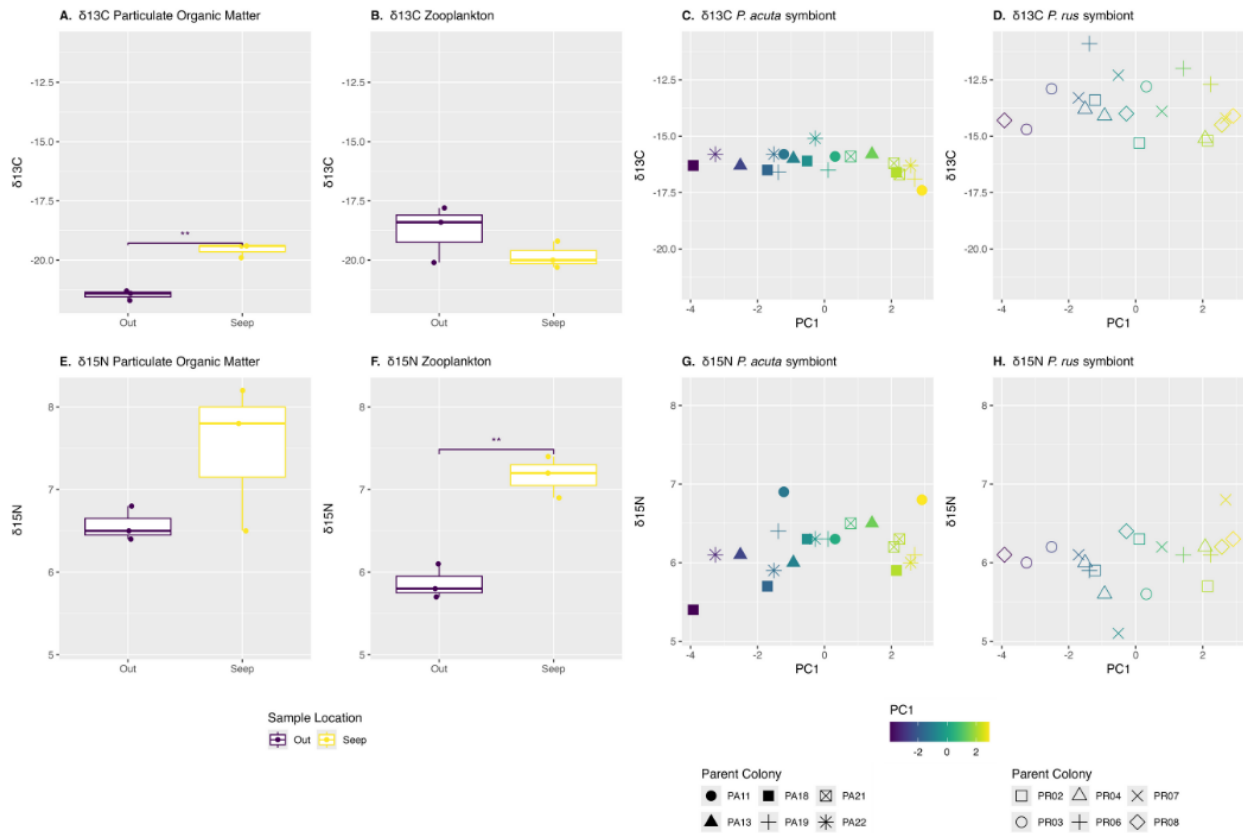 A. δ13C Particulate Organic Matter
B. δ13C Zooplankton
C. δ13C P. acuta symbiont
D. δ13C P. rus symbiont
-12.5
-15.0
-17.5
-20.0
δ13C
Out
Seep
**
-12.5
-15.0
-17.5
-20.0
δ13C
Out
Seep
-12.5
-15.0
-17.5
-20.0
δ13C
-4
-2
0
2
PC1
-12.5
-15.0
-17.5
-20.0
δ13C
-4
-2
0
2
PC1
E. δ15N Particulate Organic Matter
F. δ15N Zooplankton
G. δ15N P. acuta symbiont
H. δ15N P. rus symbiont
8
7
6
5
δ15N
Out
Seep
8
7
6
5
δ15N
**
Out
Seep
8
7
6
5
δ15N
-4
-2
0
2
PC1
8
7
6
5
δ15N
-4
-2
0
2
PC1
Sample Location
Out
Seep
PC1
-2
0
2
Parent Colony
PA11
PA18
PA21
PA13
PA19
PA22
Parent Colony
PR02
PR04
PR07
PR03
PR06
PR08